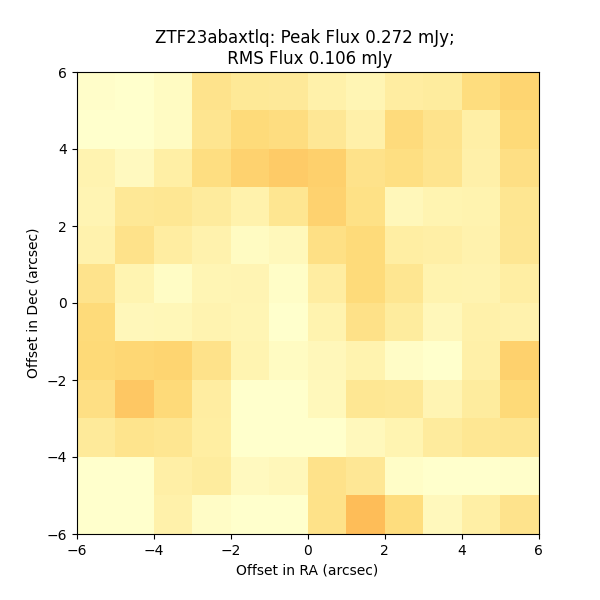 ZTF23abaxtlq: Peak Flux 0.272 mJy;
RMS Flux 0.106 mJy
6
4
2
0
−2
−4
−6
Offset in Dec (arcsec)
−6 −4 −2 0 2 4 6
Offset in RA (arcsec)